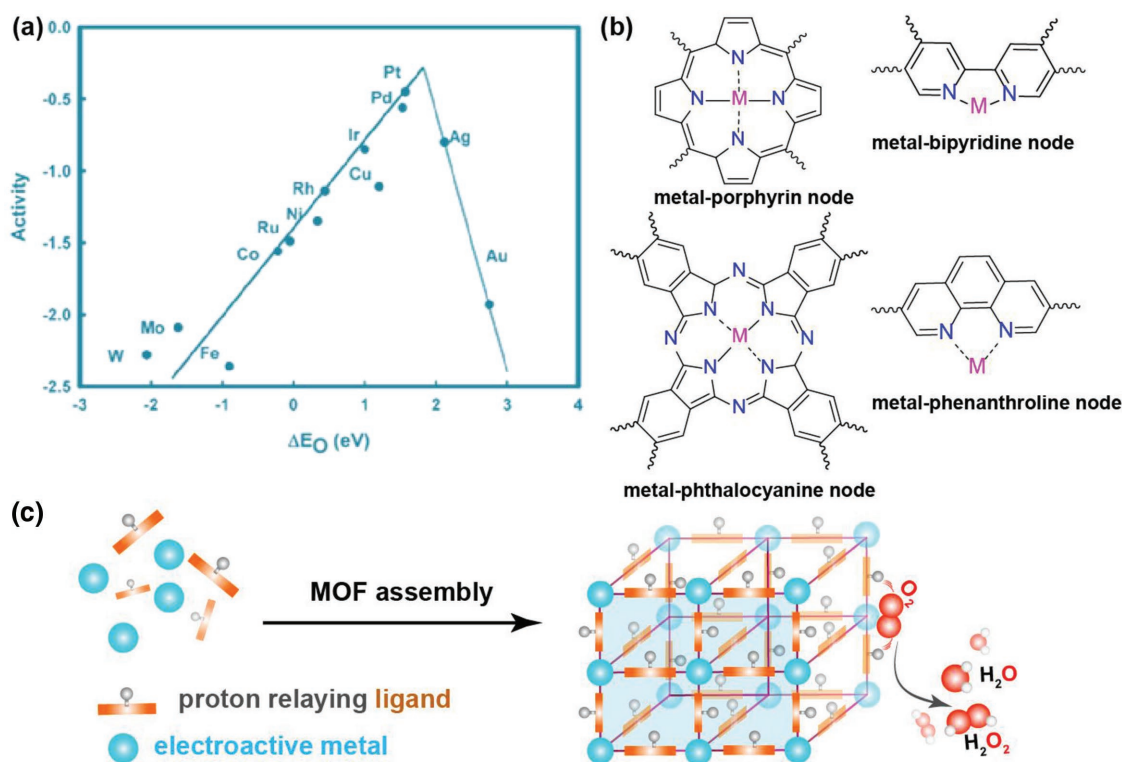 (a)
0.0
-0.5
-1.0
-1.5
-2.0
-2.5
Activity
Pt
Pd
Ir
Ag
Cu
Rh
Ni
Ru
Co
Au
Mo
W
Fe
-3
-2
-1
0
1
2
3
4
ΔE_O (eV)
(b)
N
N
M
N
N
metal-porphyrin node
N
N
M
metal-bipyridine node
N
N
N
N
M
N
N
N
N
metal-phthalocyanine node
N
N
M
metal-phenanthroline node
(c)
MOF assembly
proton relaying ligand
electroactive metal
O₂
H₂O
H₂O₂